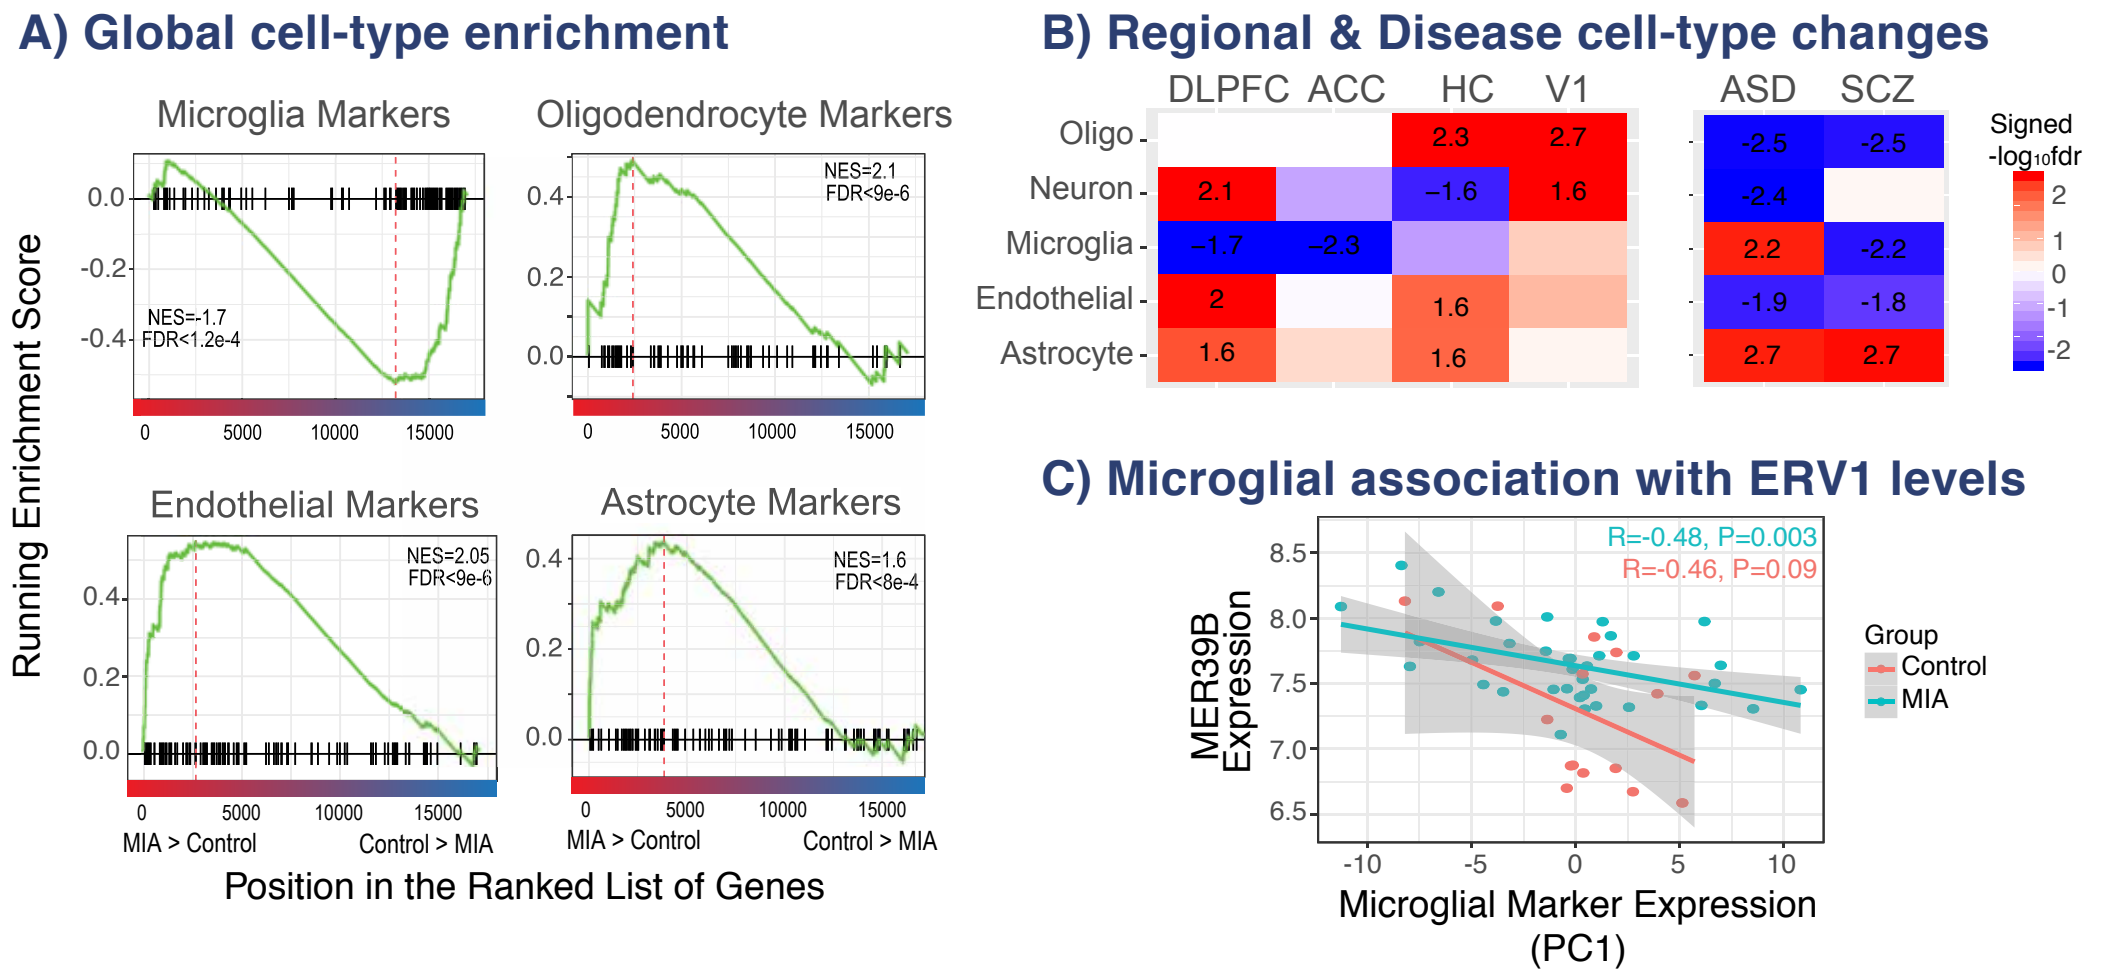 A) Global cell-type enrichment
Microglia Markers
Oligodendrocyte Markers
Running Enrichment Score
0.0
-0.2
-0.4
NES=-1.7
FDR<1.2e-4
0 5000 10000 15000
0.4
0.2
0.0
NES=2.1
FDR<9e-6
0 5000 10000 15000
Endothelial Markers
Astrocyte Markers
0.4
0.2
0.0
NES=2.05
FDR<9e-6
0 5000 10000 15000
MIA > Control Control > MIA
0.4
0.2
0.0
NES=1.6
FDR<8e-4
0 5000 10000 15000
MIA > Control Control > MIA
Position in the Ranked List of Genes
B) Regional & Disease cell-type changes
DLPFC ACC HC V1 ASD SCZ
Oligo 2.3 2.7 -2.5 -2.5
Neuron 2.1 −1.6 1.6 -2.4
Microglia −1.7 −2.3 2.2 -2.2
Endothelial 2 1.6 -1.9 -1.8
Astrocyte 1.6 1.6 2.7 2.7
Signed
-log₁₀fdr
2
1
0
-1
-2
C) Microglial association with ERV1 levels
R=-0.48, P=0.003
R=-0.46, P=0.09
MER39B
Expression
8.5
8.0
7.5
7.0
6.5
-10 -5 0 5 10
Microglial Marker Expression
(PC1)
Group
Control
MIA